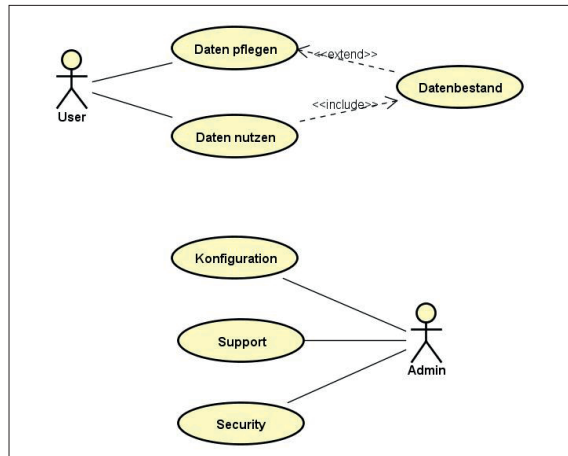 Daten pflegen
<<extend>>
Datenbestand
User
<<include>>
Daten nutzen
Konfiguration
Support
Admin
Security